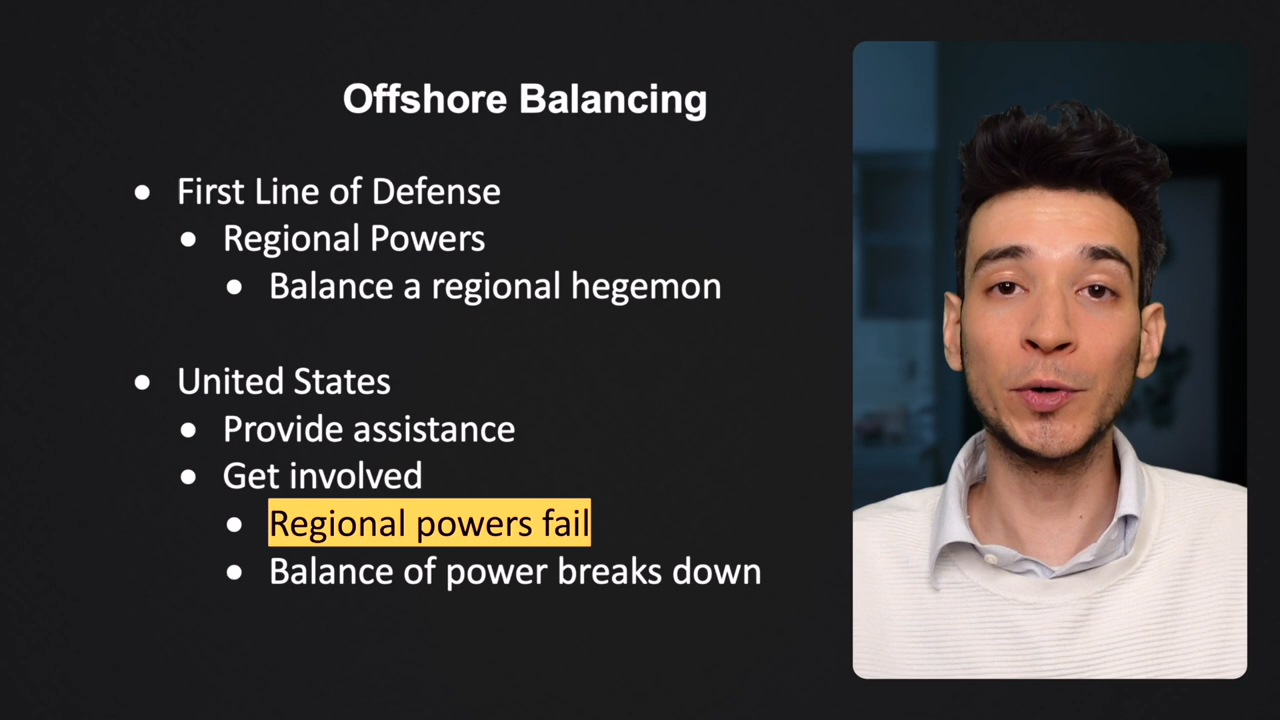 Offshore Balancing
First Line of Defense
Regional Powers
Balance a regional hegemon
United States
Provide assistance
Get involved
Regional powers fail
Balance of power breaks down